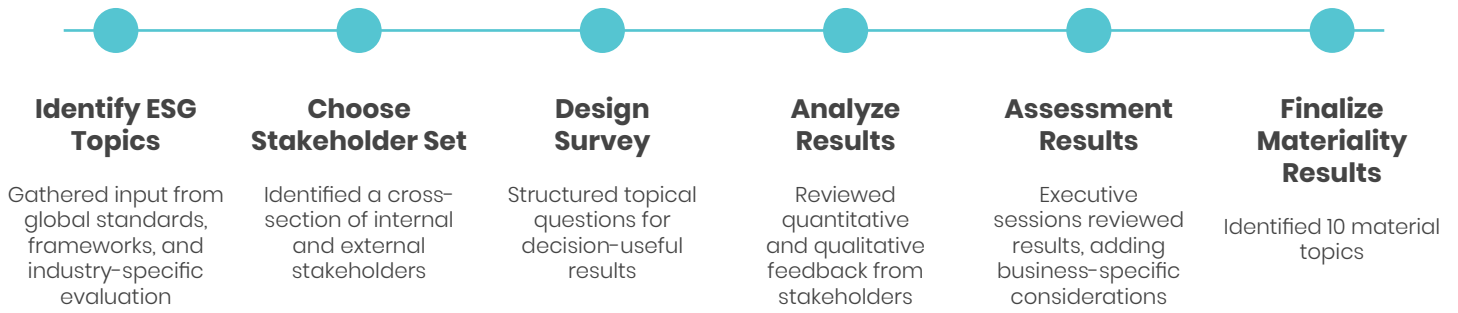 Identify ESG
Topics
Gathered input from
global standards,
frameworks, and
industry-specific
evaluation
Choose
Stakeholder Set
Identified a cross-
section of internal
and external
stakeholders
Design
Survey
Structured topical
questions for
decision-useful
results
Analyze
Results
Reviewed
quantitative
and qualitative
feedback from
stakeholders
Assessment
Results
Executive
sessions reviewed
results, adding
business-specific
considerations
Finalize
Materiality
Results
Identified 10 material
topics